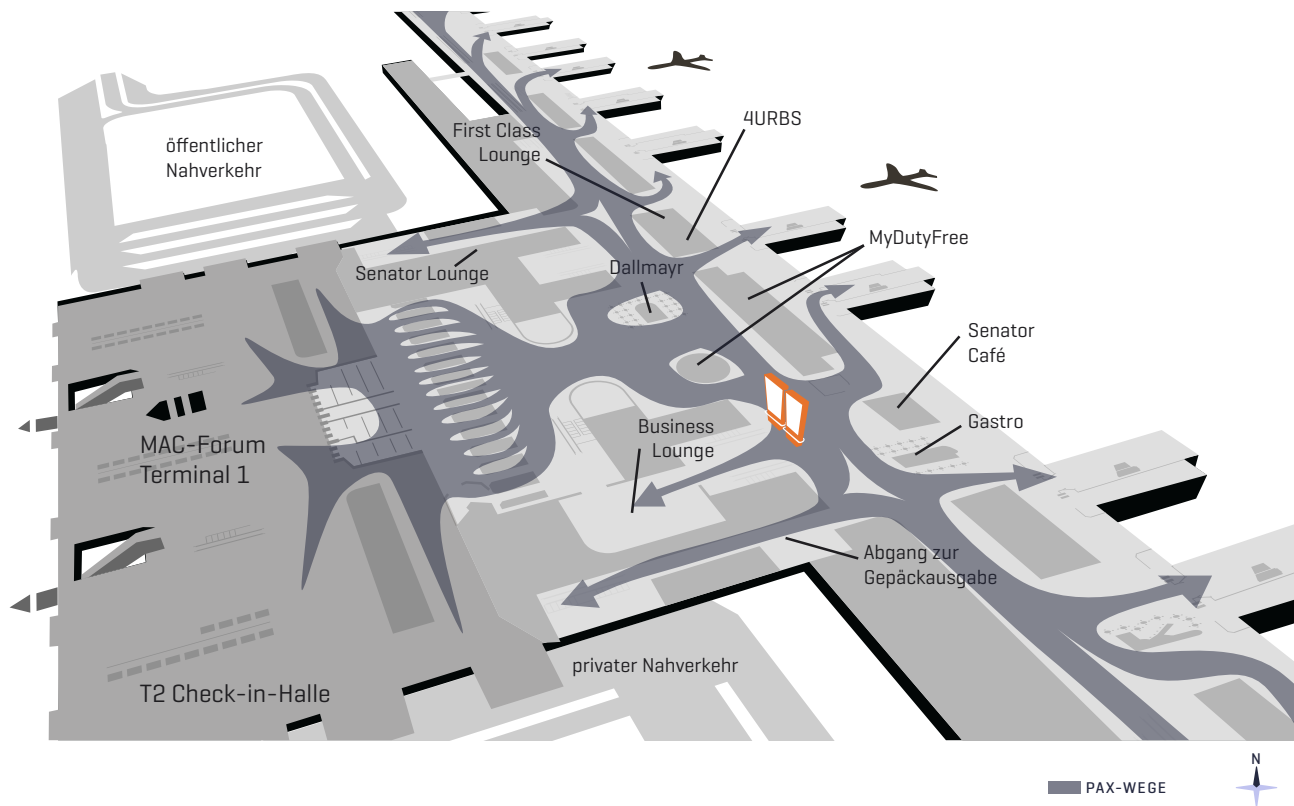 öffentlicher
Nahverkehr
First Class
Lounge
4URBS
MyDutyFree
Senator Lounge
Dallmayr
Senator
Café
Gastro
Business
Lounge
MAC-Forum
Terminal 1
Abgang zur
Gepäckausgabe
privater Nahverkehr
T2 Check-in-Halle
N
PAX-WEGE